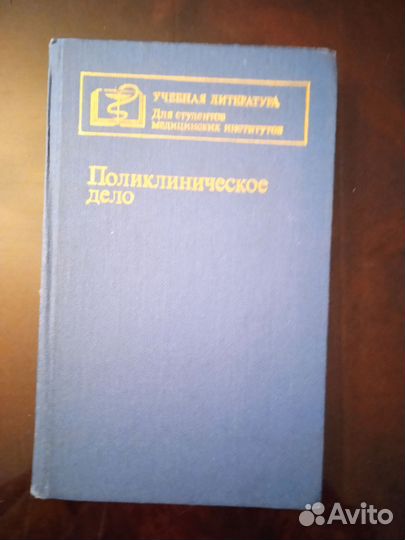 УЧЕБНАЯ ЛИТЕРАТУРА
Для студентов
медицинских институтов
Поликлиническое
дело
Avito